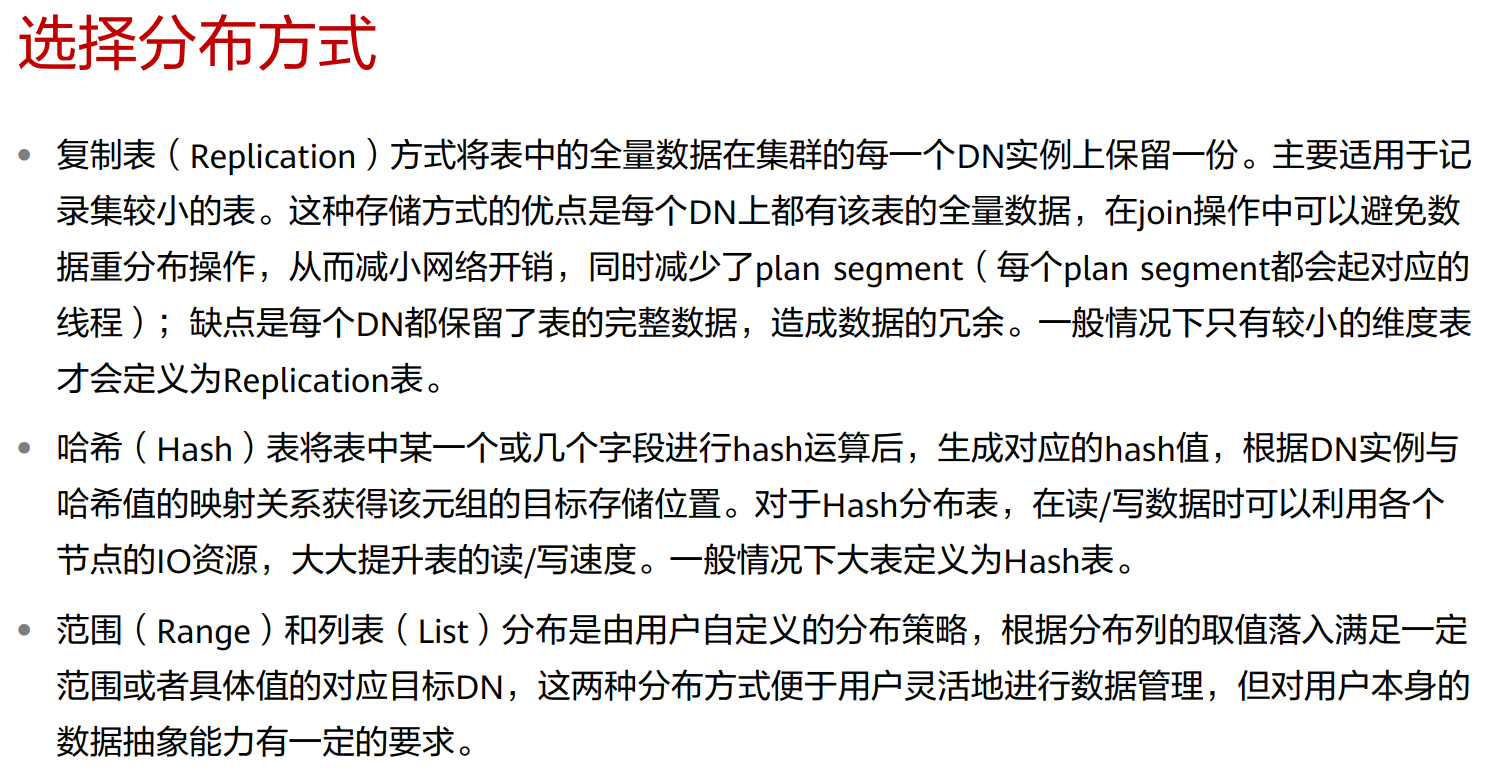 选择分布方式
• 复制表（Replication）方式将表中的全量数据在集群的每一个DN实例上保留一份。主要适用于记
录集较小的表。这种存储方式的优点是每个DN上都有该表的全量数据，在join操作中可以避免数
据重分布操作，从而减小网络开销，同时减少了plan segment（每个plan segment都会起对应的
线程）；缺点是每个DN都保留了表的完整数据，造成数据的冗余。一般情况下只有较小的维度表
才会定义为Replication表。
• 哈希（Hash）表将表中某一个或几个字段进行hash运算后，生成对应的hash值，根据DN实例与
哈希值的映射关系获得该元组的目标存储位置。对于Hash分布表，在读/写数据时可以利用各个
节点的IO资源，大大提升表的读/写速度。一般情况下大表定义为Hash表。
• 范围（Range）和列表（List）分布是由用户自定义的分布策略，根据分布列的取值落入满足一定
范围或者具体值的对应目标DN，这两种分布方式便于用户灵活地进行数据管理，但对用户本身的
数据抽象能力有一定的要求。